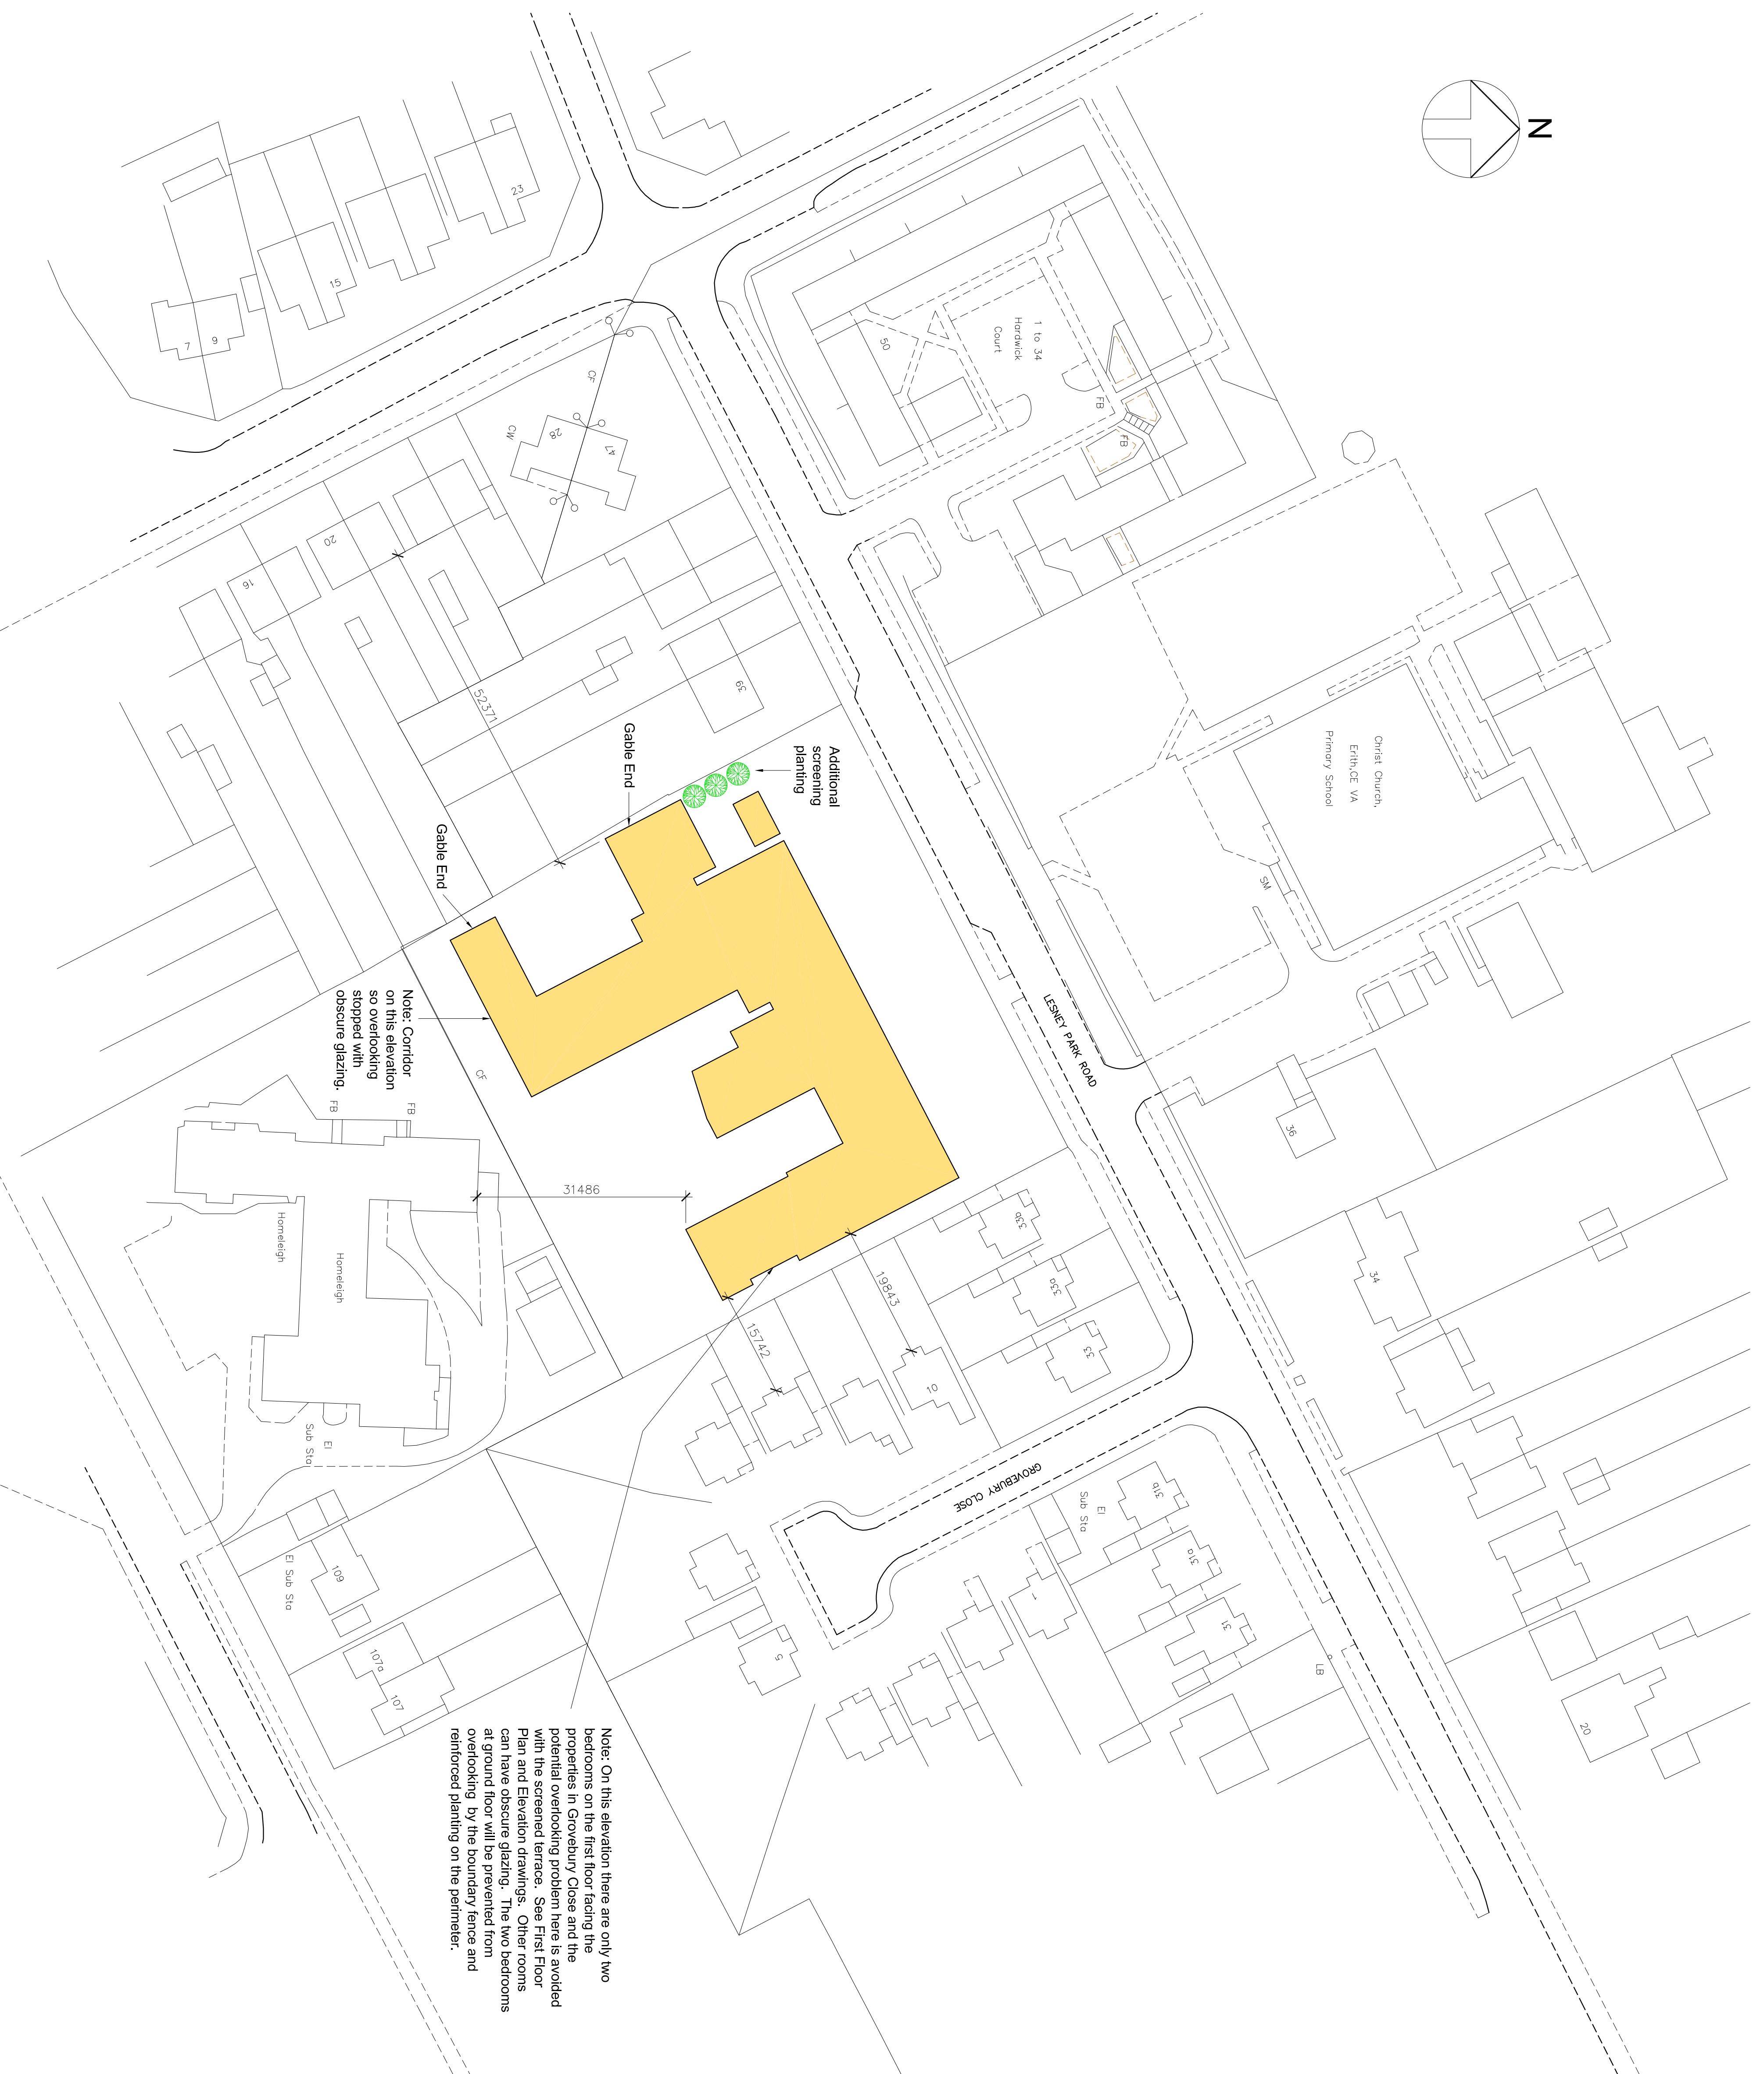 N
23
15
9
7
1 to 34
Hardwick
Court
50
FB
FB
CF
28
47
CW
20
16
39
52371
Christ Church,
Erith,CE VA
Primary School
SM
Additional
screening
planting
Gable End
Gable End
LESNEY PARK ROAD
Note: Corridor
on this elevation
so overlooking
stopped with
obscure glazing.
CF
FB
FB
36
34
31486
33b
33a
33
19843
15742
10
Homeleigh
Homeleigh
El
Sub Sta
GROVEBURY CLOSE
El
Sub Sta
31b
31a
31
LB
20
5
109
El Sub Sta
107a
107
Note: On this elevation there are only two
bedrooms on the first floor facing the
properties in Grovebury Close and the
potential overlooking problem here is avoided
with the screened terrace. See First Floor
Plan and Elevation drawings. Other rooms
can have obscure glazing. The two bedrooms
at ground floor will be prevented from
overlooking by the boundary fence and
reinforced planting on the perimeter.